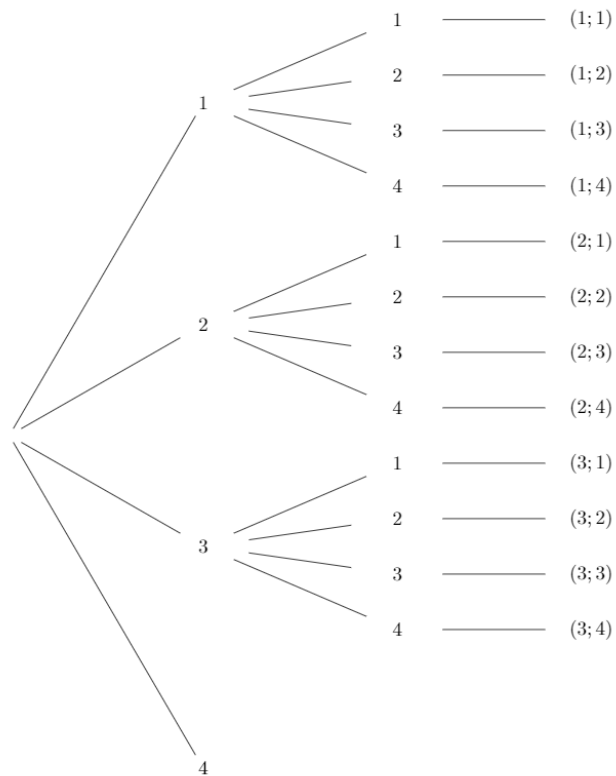 1 (1; 1)
2 (1; 2)
1
3 (1; 3)
4 (1; 4)
1 (2; 1)
2 (2; 2)
2
3 (2; 3)
4 (2; 4)
1 (3; 1)
2 (3; 2)
3
3 (3; 3)
4 (3; 4)
4